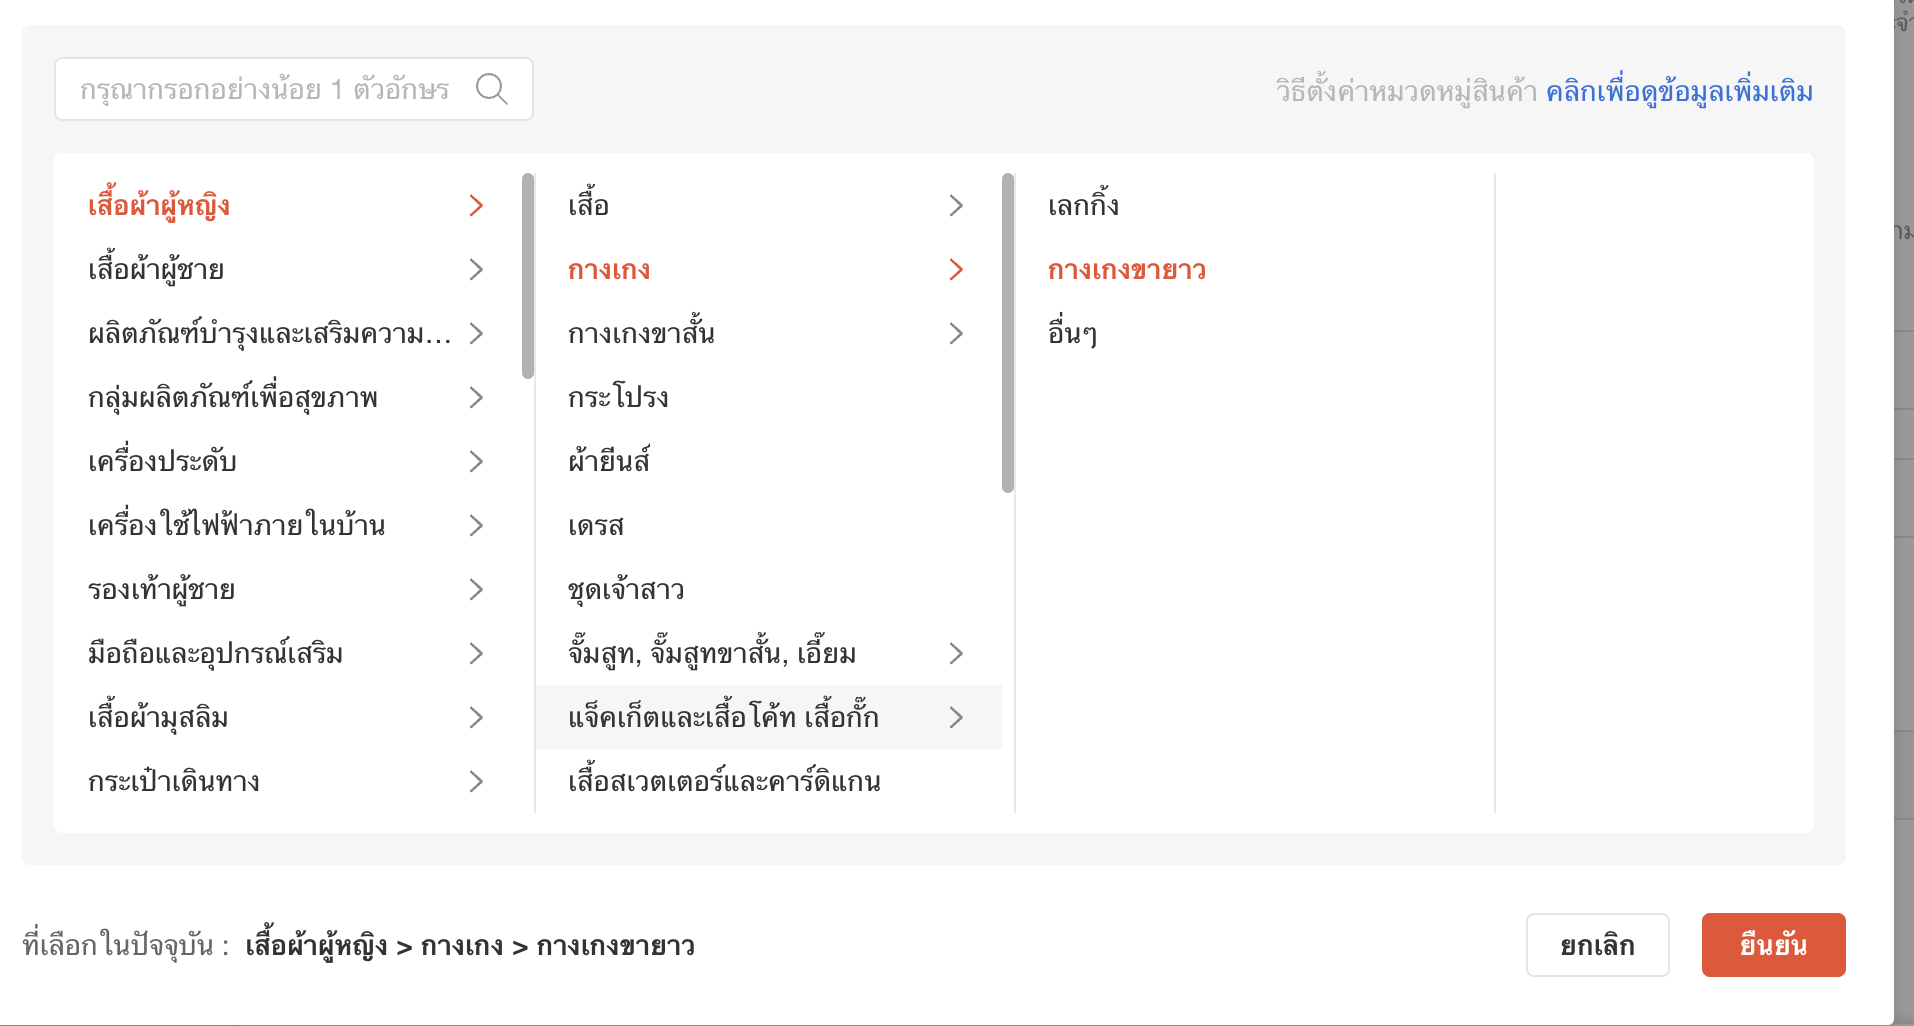 กรุณากรอกอย่างน้อย 1 ตัวอักษร
วิธีตั้งค่าหมวดหมู่สินค้า คลิกเพื่อดูข้อมูลเพิ่มเติม
เสื้อผ้าผู้หญิง
เสื้อผ้าผู้ชาย
ผลิตภัณฑ์บำรุงและเสริมความ...
กลุ่มผลิตภัณฑ์เพื่อสุขภาพ
เครื่องประดับ
เครื่องใช้ไฟฟ้าภายในบ้าน
รองเท้าผู้ชาย
มือถือและอุปกรณ์เสริม
เสื้อผ้ามุสลิม
กระเป๋าเดินทาง
เสื้อ
กางเกง
กางเกงขาสั้น
กระโปรง
ผ้ายีนส์
เดรส
ชุดเจ้าสาว
จั๊มสูท, จั๊มสูทขาสั้น, เอี๊ยม
แจ็คเก็ตและเสื้อโค้ท เสื้อกั๊ก
เสื้อสเวตเตอร์และคาร์ดิแกน
เลกกิ้ง
กางเกงขายาว
อื่นๆ
ที่เลือกในปัจจุบัน : เสื้อผ้าผู้หญิง > กางเกง > กางเกงขายาว
ยกเลิก
ยืนยัน